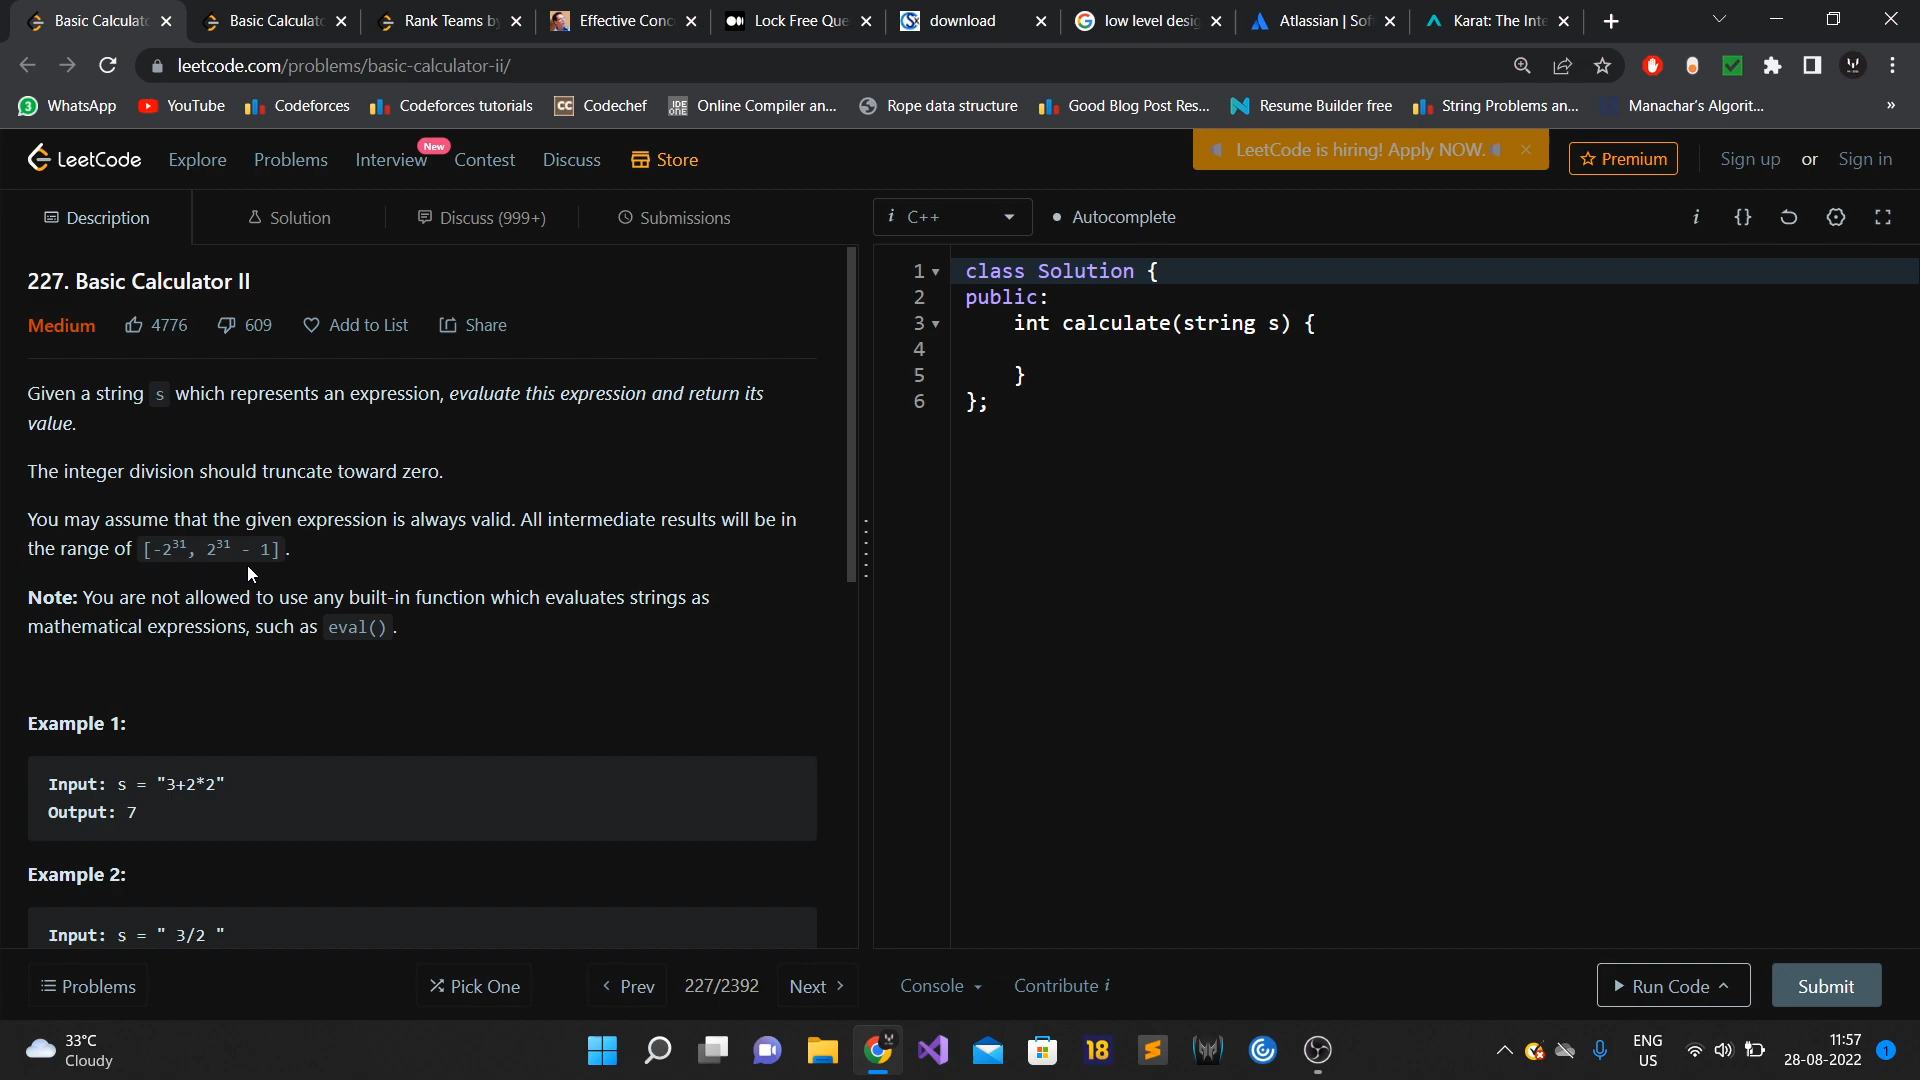 Basic Calculat
Basic Calculat
Rank Teams by
Effective Conc
Lock Free Que
download
low level desig
Atlassian | Sof
Karat: The Inte
leetcode.com/problems/basic-calculator-ii/
3 WhatsApp
YouTube
Codeforces
Codeforces tutorials
CC Codechef
IDE ONE Online Compiler an...
Rope data structure
Good Blog Post Res...
Resume Builder free
String Problems an...
Manachar's Algorit...
»
LeetCode
Explore
Problems
Interview
New
Contest
Discuss
Store
LeetCode is hiring! Apply NOW.
Premium
Sign up or Sign in
Description
Solution
Discuss (999+)
Submissions
i C++
Autocomplete
i {}
227. Basic Calculator II
Medium 4776 609 Add to List Share
Given a string s which represents an expression, evaluate this expression and return its
value.
The integer division should truncate toward zero.
You may assume that the given expression is always valid. All intermediate results will be in
the range of [-2³¹, 2³¹ - 1].
Note: You are not allowed to use any built-in function which evaluates strings as
mathematical expressions, such as eval().
Example 1:
Input: s = "3+2*2"
Output: 7
Example 2:
Input: s = " 3/2 "
1 class Solution {
2 public:
3 int calculate(string s) {
4
5 }
6 };
Problems
Pick One
Prev 227/2392 Next
Console
Contribute i
Run Code
Submit
33°C
Cloudy
18
ENG
US
11:57
28-08-2022
1